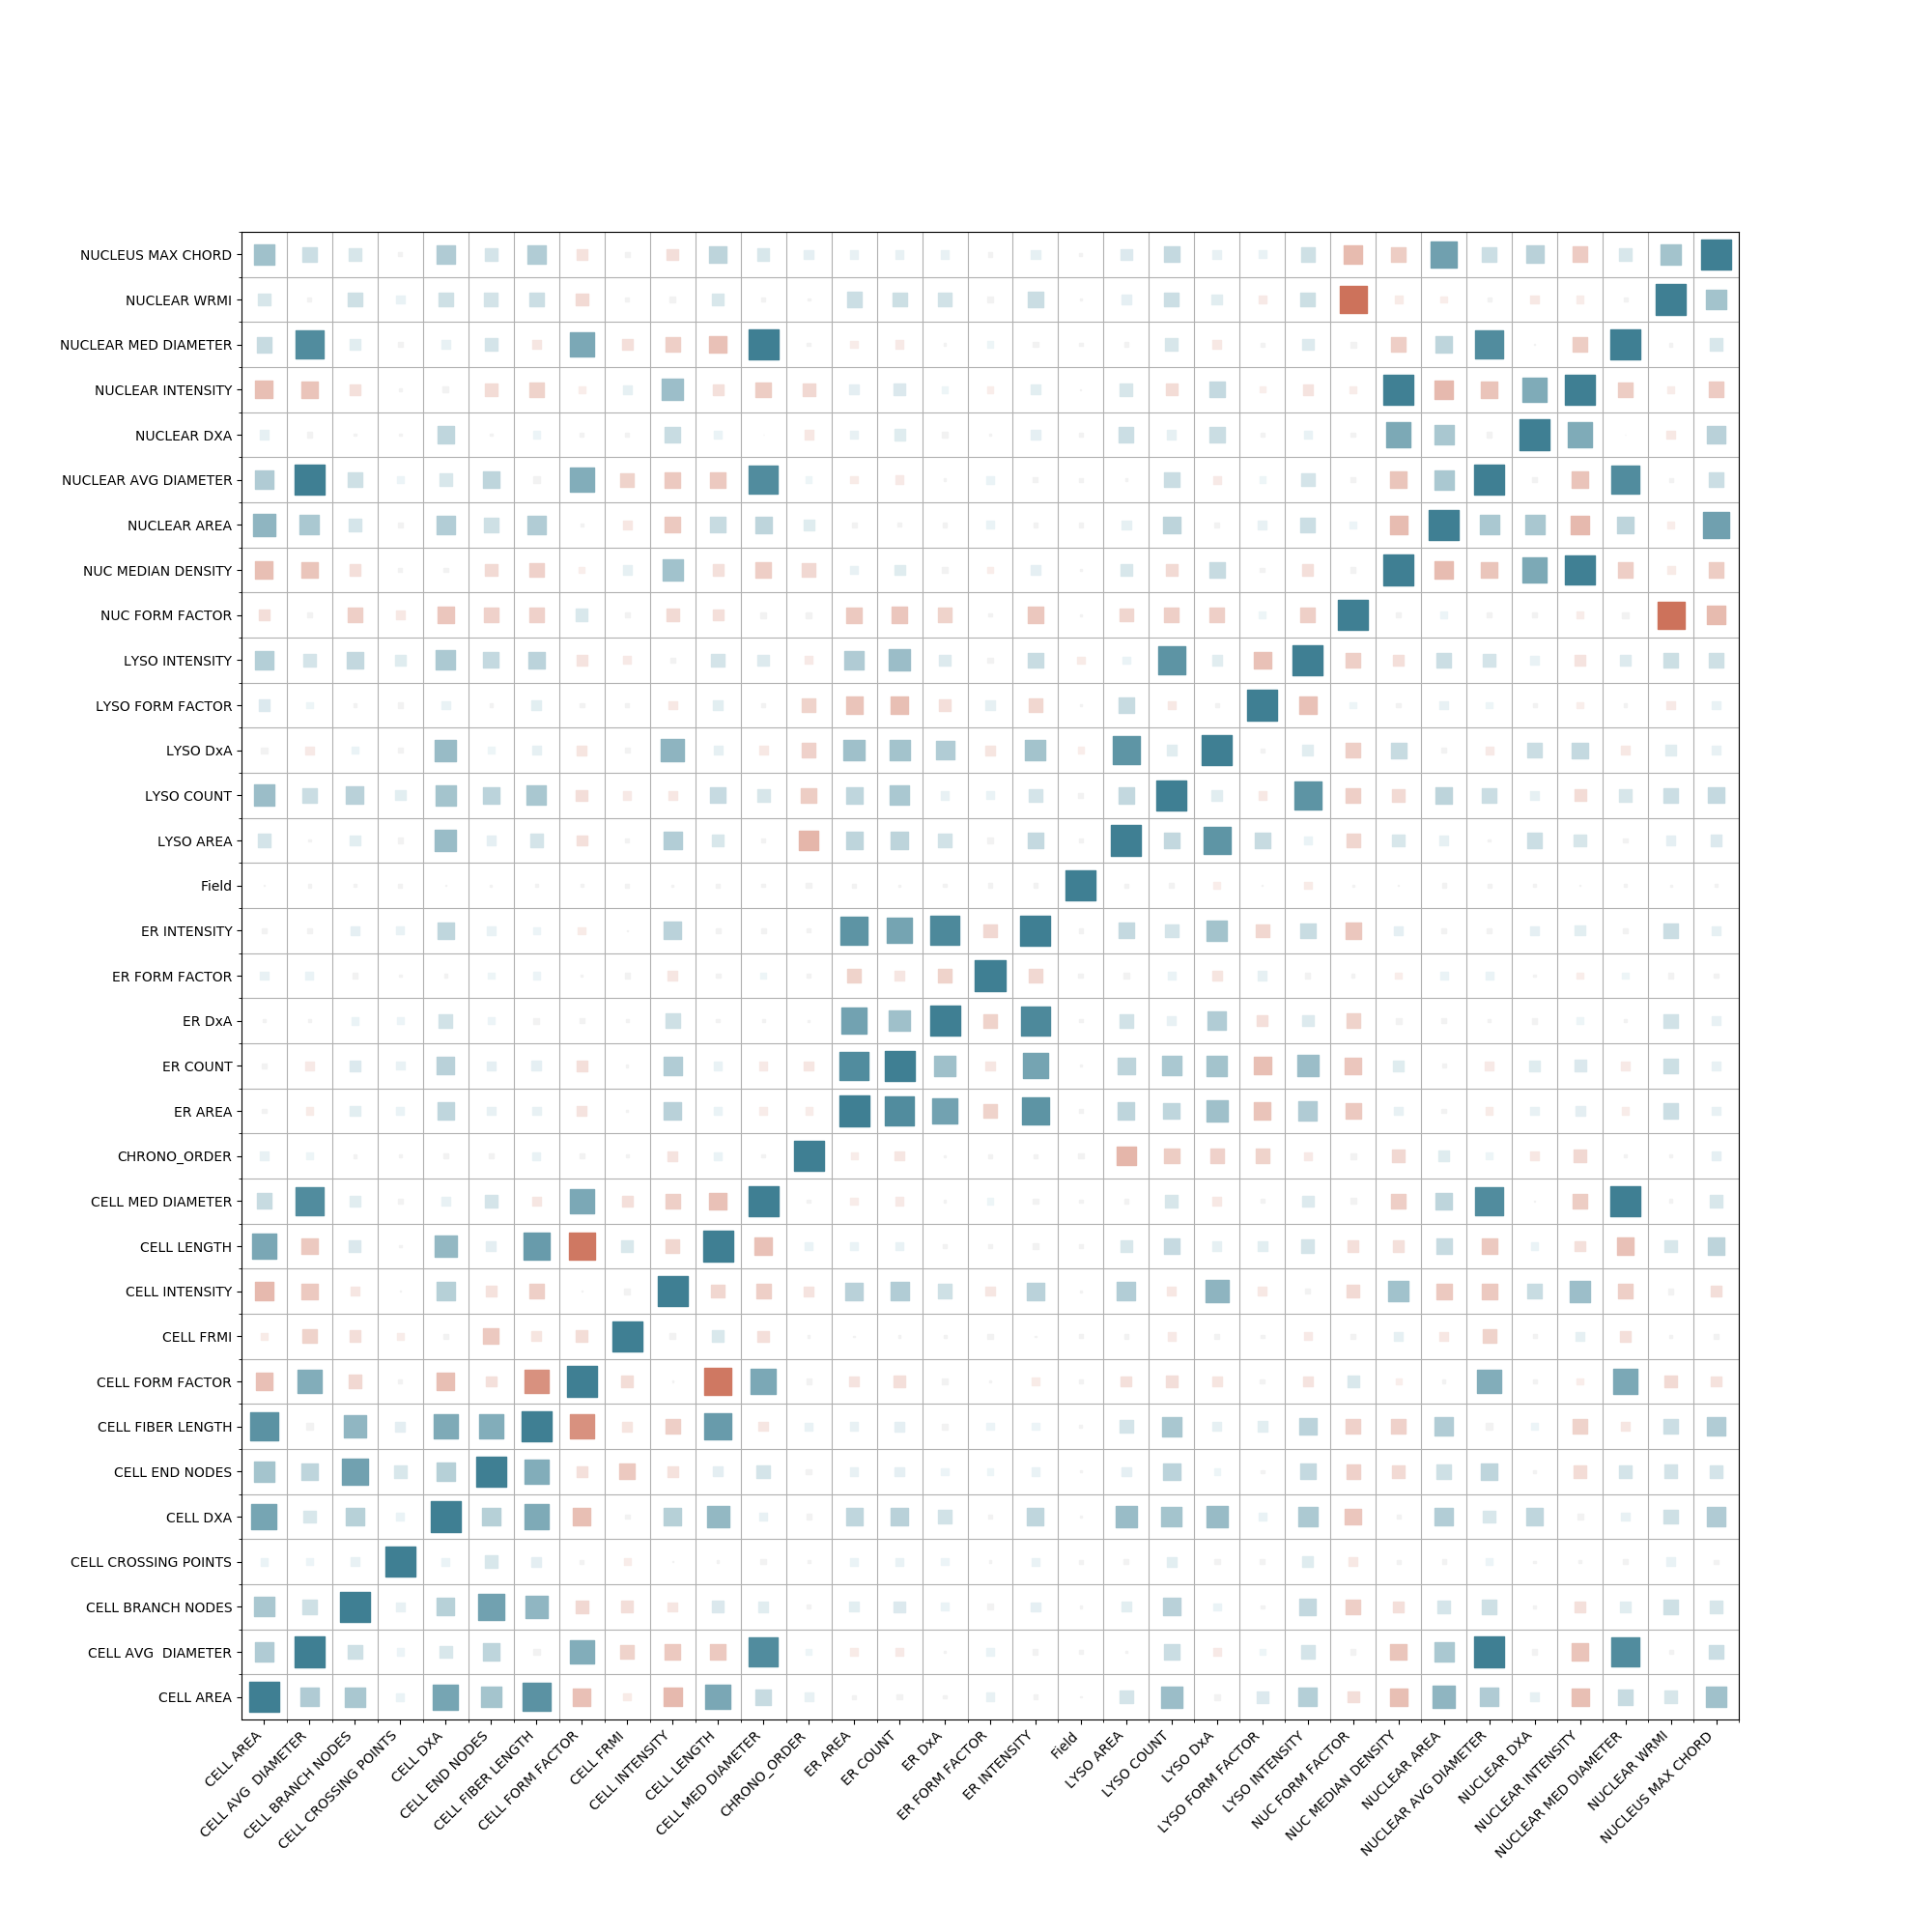 NUCLEUS MAX CHORD
NUCLEAR WRMI
NUCLEAR MED DIAMETER
NUCLEAR INTENSITY
NUCLEAR DXA
NUCLEAR AVG DIAMETER
NUCLEAR AREA
NUC MEDIAN DENSITY
NUC FORM FACTOR
LYSO INTENSITY
LYSO FORM FACTOR
LYSO DxA
LYSO COUNT
LYSO AREA
Field
ER INTENSITY
ER FORM FACTOR
ER DxA
ER COUNT
ER AREA
CHRONO_ORDER
CELL MED DIAMETER
CELL LENGTH
CELL INTENSITY
CELL FRMI
CELL FORM FACTOR
CELL FIBER LENGTH
CELL END NODES
CELL DXA
CELL CROSSING POINTS
CELL BRANCH NODES
CELL AVG  DIAMETER
CELL AREA
CELL AREA
CELL AVG  DIAMETER
CELL BRANCH NODES
CELL CROSSING POINTS
CELL DXA
CELL END NODES
CELL FIBER LENGTH
CELL FORM FACTOR
CELL FRMI
CELL INTENSITY
CELL LENGTH
CELL MED DIAMETER
CHRONO_ORDER
ER AREA
ER COUNT
ER DxA
ER FORM FACTOR
ER INTENSITY
Field
LYSO AREA
LYSO COUNT
LYSO DxA
LYSO FORM FACTOR
LYSO INTENSITY
NUC FORM FACTOR
NUC MEDIAN DENSITY
NUCLEAR AREA
NUCLEAR AVG DIAMETER
NUCLEAR DXA
NUCLEAR INTENSITY
NUCLEAR MED DIAMETER
NUCLEAR WRMI
NUCLEUS MAX CHORD